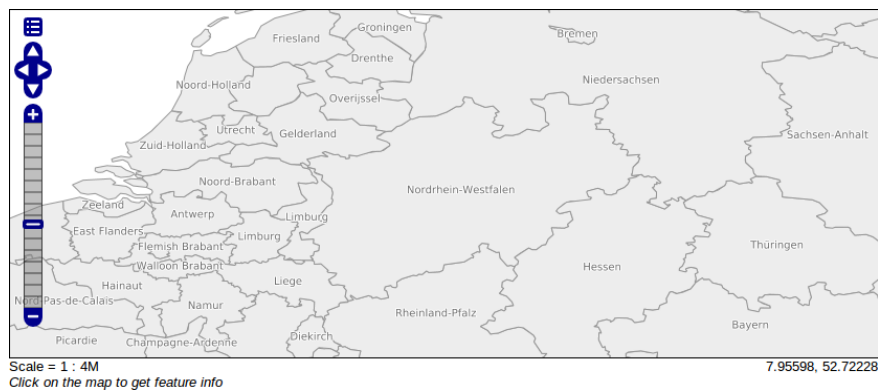 Groningen
Friesland
Bremen
Drenthe
Niedersachsen
Noord-Holland
Overijssel
Utrecht
Gelderland
Sachsen-Anhalt
Zuid-Holland
Noord-Brabant
Nordrhein-Westfalen
Zeeland
Antwerp
Limburg
East Flanders
Limburg
Flemish Brabant
Thüringen
Walloon Brabant
Hessen
Liege
Hainaut
Nord-Pas-de-Calais
Namur
Rheinland-Pfalz
Bayern
Diekirch
Picardie
Champagne-Ardenne
Scale = 1 : 4M
7.95598, 52.72228
Click on the map to get feature info